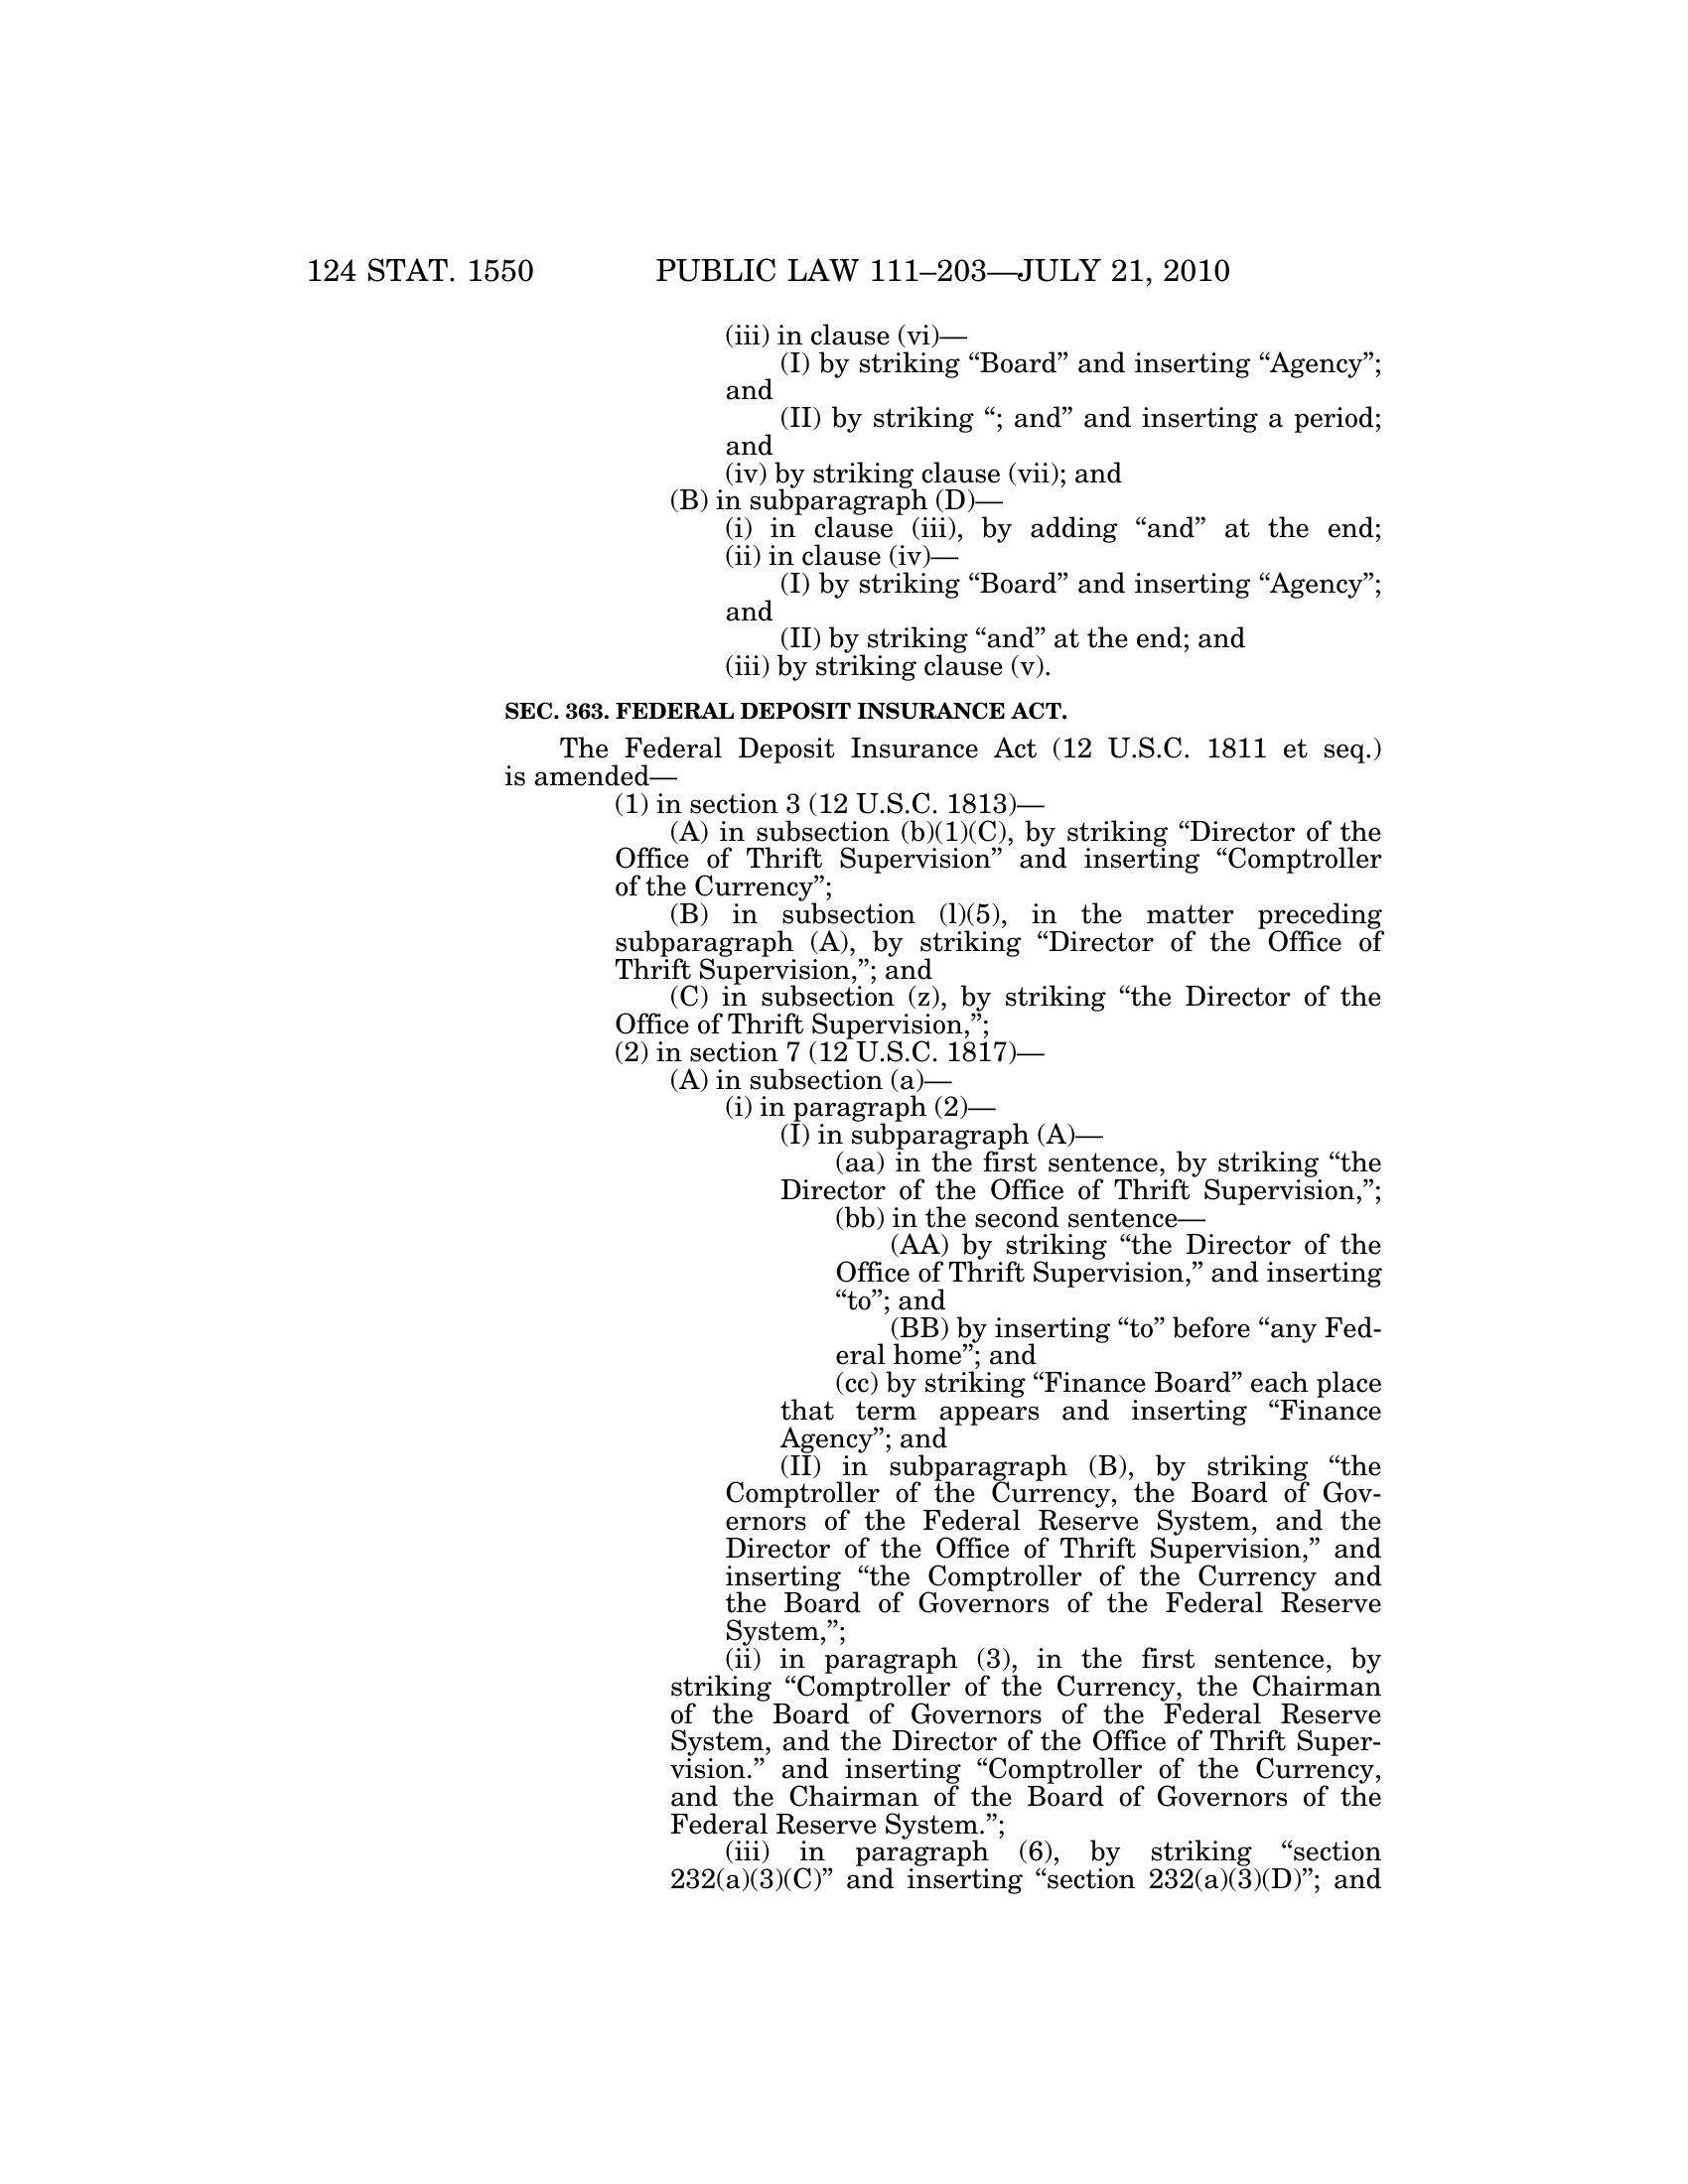 124 STAT. 1550 PUBLIC LAW 111–203—JULY 21, 2010
(iii) in clause (vi)—
(I) by striking “Board” and inserting “Agency”;
and
(II) by striking “; and” and inserting a period;
and
(iv) by striking clause (vii); and
(B) in subparagraph (D)—
(i) in clause (iii), by adding “and” at the end;
(ii) in clause (iv)—
(I) by striking “Board” and inserting “Agency”;
and
(II) by striking “and” at the end; and
(iii) by striking clause (v).
SEC. 363. FEDERAL DEPOSIT INSURANCE ACT.
The Federal Deposit Insurance Act (12 U.S.C. 1811 et seq.)
is amended—
(1) in section 3 (12 U.S.C. 1813)—
(A) in subsection (b)(1)(C), by striking “Director of the
Office of Thrift Supervision” and inserting “Comptroller
of the Currency”;
(B) in subsection (l)(5), in the matter preceding
subparagraph (A), by striking “Director of the Office of
Thrift Supervision,”; and
(C) in subsection (z), by striking “the Director of the
Office of Thrift Supervision,”;
(2) in section 7 (12 U.S.C. 1817)—
(A) in subsection (a)—
(i) in paragraph (2)—
(I) in subparagraph (A)—
(aa) in the first sentence, by striking “the
Director of the Office of Thrift Supervision,”;
(bb) in the second sentence—
(AA) by striking “the Director of the
Office of Thrift Supervision,” and inserting
“to”; and
(BB) by inserting “to” before “any Fed-
eral home”; and
(cc) by striking “Finance Board” each place
that term appears and inserting “Finance
Agency”; and
(II) in subparagraph (B), by striking “the
Comptroller of the Currency, the Board of Gov-
ernors of the Federal Reserve System, and the
Director of the Office of Thrift Supervision,” and
inserting “the Comptroller of the Currency and
the Board of Governors of the Federal Reserve
System,”;
(ii) in paragraph (3), in the first sentence, by
striking “Comptroller of the Currency, the Chairman
of the Board of Governors of the Federal Reserve
System, and the Director of the Office of Thrift Super-
vision.” and inserting “Comptroller of the Currency,
and the Chairman of the Board of Governors of the
Federal Reserve System.”;
(iii) in paragraph (6), by striking “section
232(a)(3)(C)” and inserting “section 232(a)(3)(D)”; and